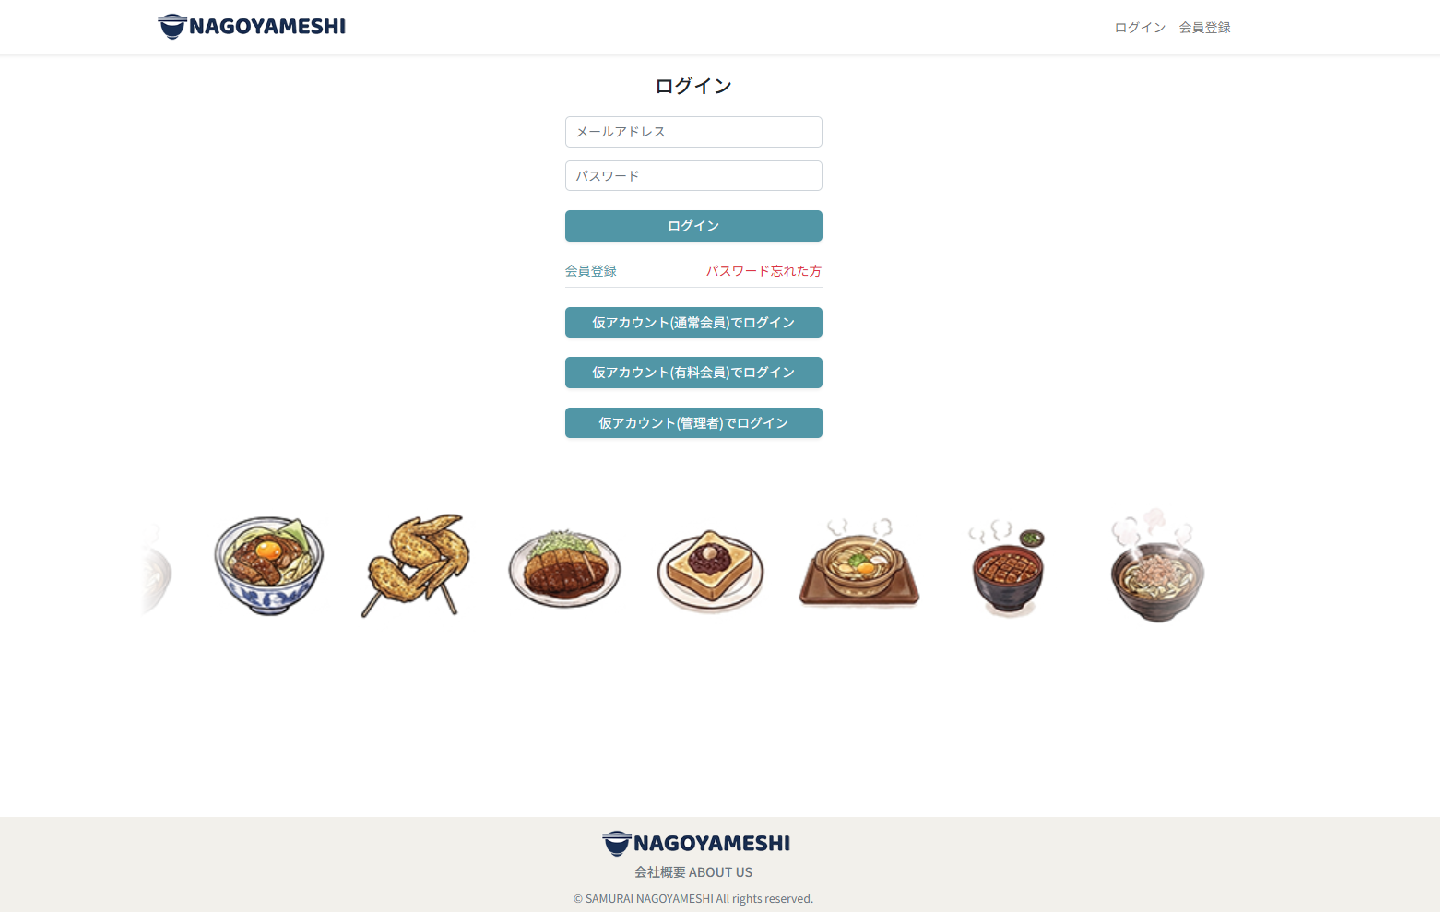 NAGOYAMESHI
ログイン 会員登録
ログイン
メールアドレス
パスワード
ログイン
会員登録 パスワード忘れた方
仮アカウント(通常会員)でログイン
仮アカウント(有料会員)でログイン
仮アカウント(管理者)でログイン
NAGOYAMESHI
会社概要 ABOUT US
© SAMURAI NAGOYAMESHI All rights reserved.